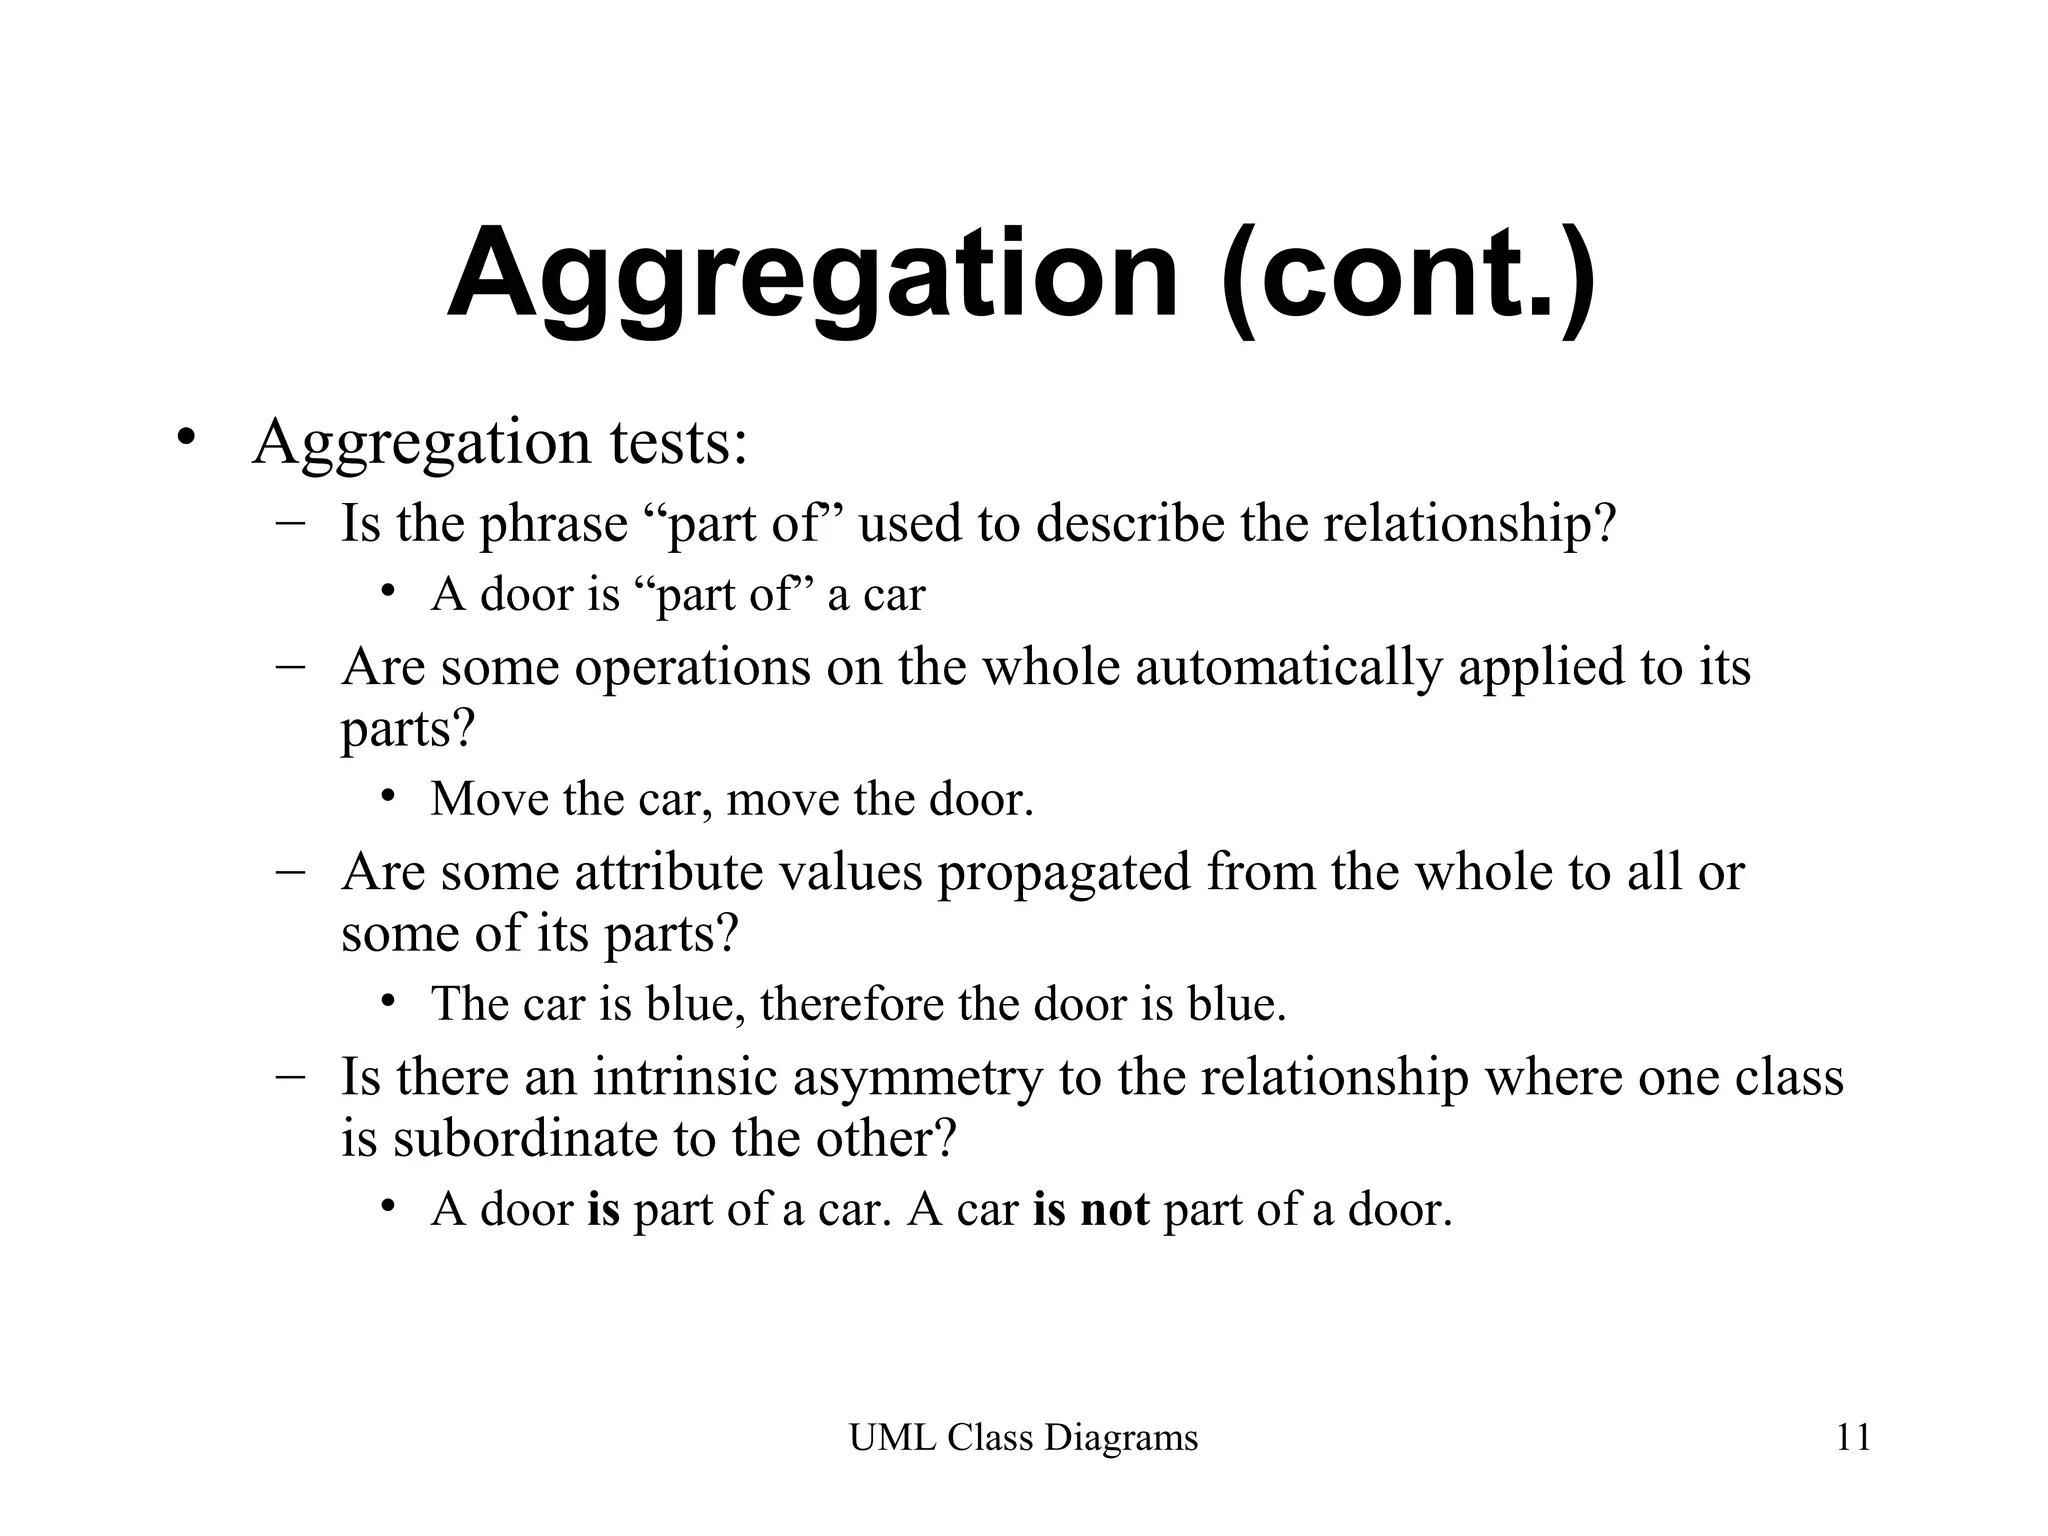 Aggregation (cont.)
• Aggregation tests:
– Is the phrase “part of” used to describe the relationship?
• A door is “part of” a car
– Are some operations on the whole automatically applied to its
parts?
• Move the car, move the door.
– Are some attribute values propagated from the whole to all or
some of its parts?
• The car is blue, therefore the door is blue.
– Is there an intrinsic asymmetry to the relationship where one class
is subordinate to the other?
• A door is part of a car. A car is not part of a door.
UML Class Diagrams
11